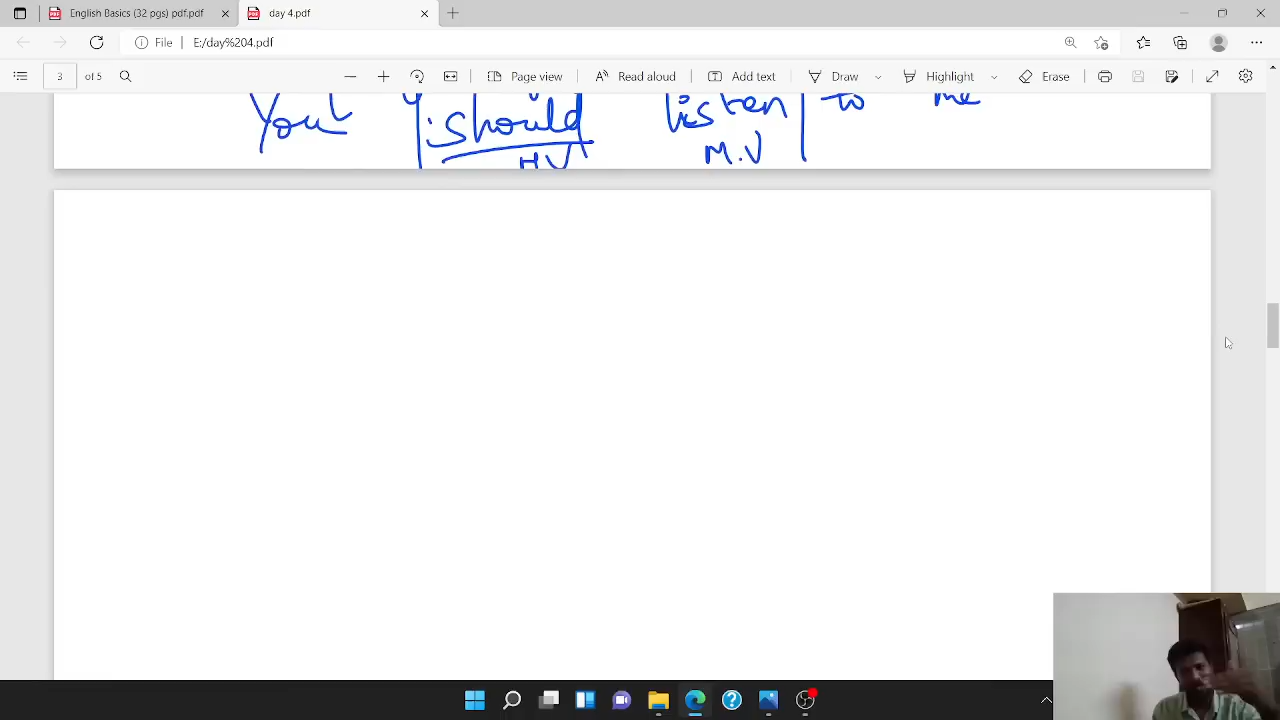 English Basics (32 pgs) pdf.pdf
day 4.pdf
File
E:/day%204.pdf
3 of 5
Page view
Read aloud
Add text
Draw
Highlight
Erase
You should listen to me
HV M.V